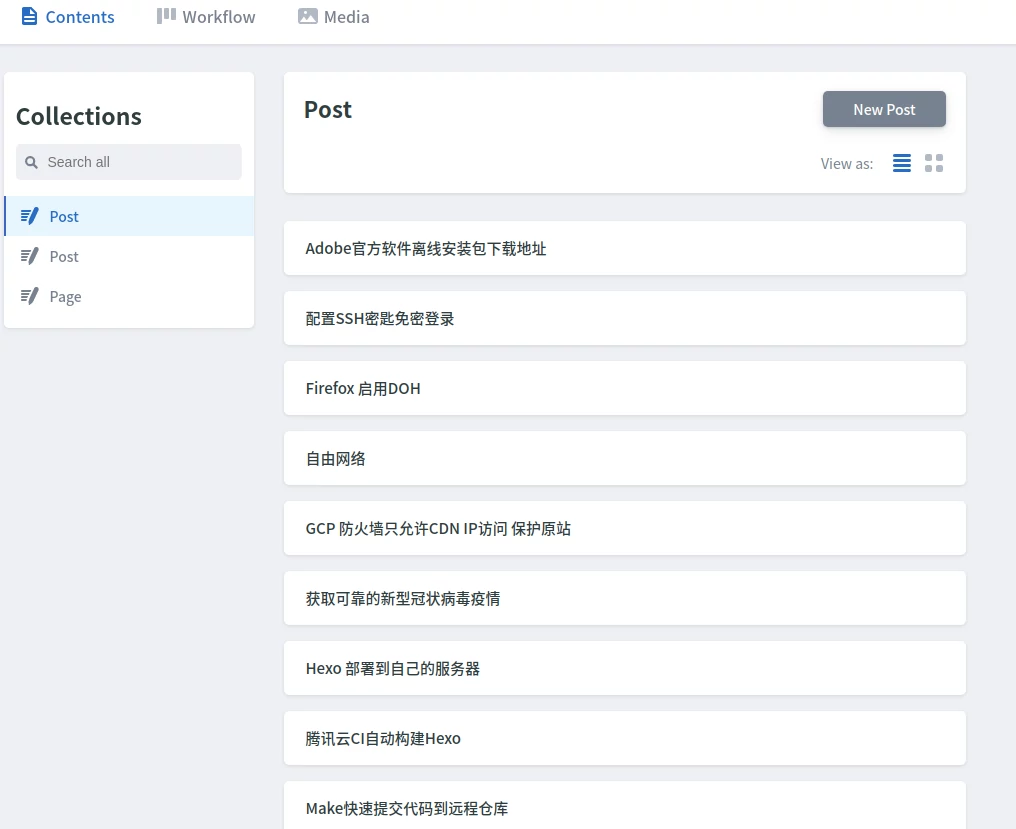 Contents Workflow Media
Collections
Search all
Post
Post
Page
Post
New Post
View as:
Adobe官方软件离线安装包下载地址
配置SSH密匙免密登录
Firefox 启用DOH
自由网络
GCP 防火墙只允许CDN IP访问 保护原站
获取可靠的新型冠状病毒疫情
Hexo 部署到自己的服务器
腾讯云CI自动构建Hexo
Make快速提交代码到远程仓库